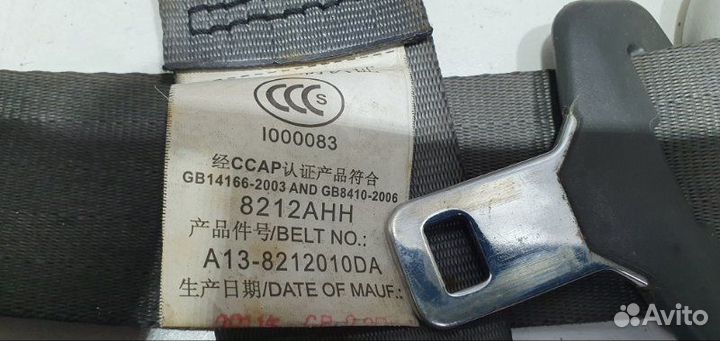 CCC S
I000083
经CCAP认证产品符合
GB14166-2003 AND GB8410-2006
8212AHH
产品件号/BELT NO.:
A13-8212010DA
生产日期/DATE OF MAUF.:
Avito